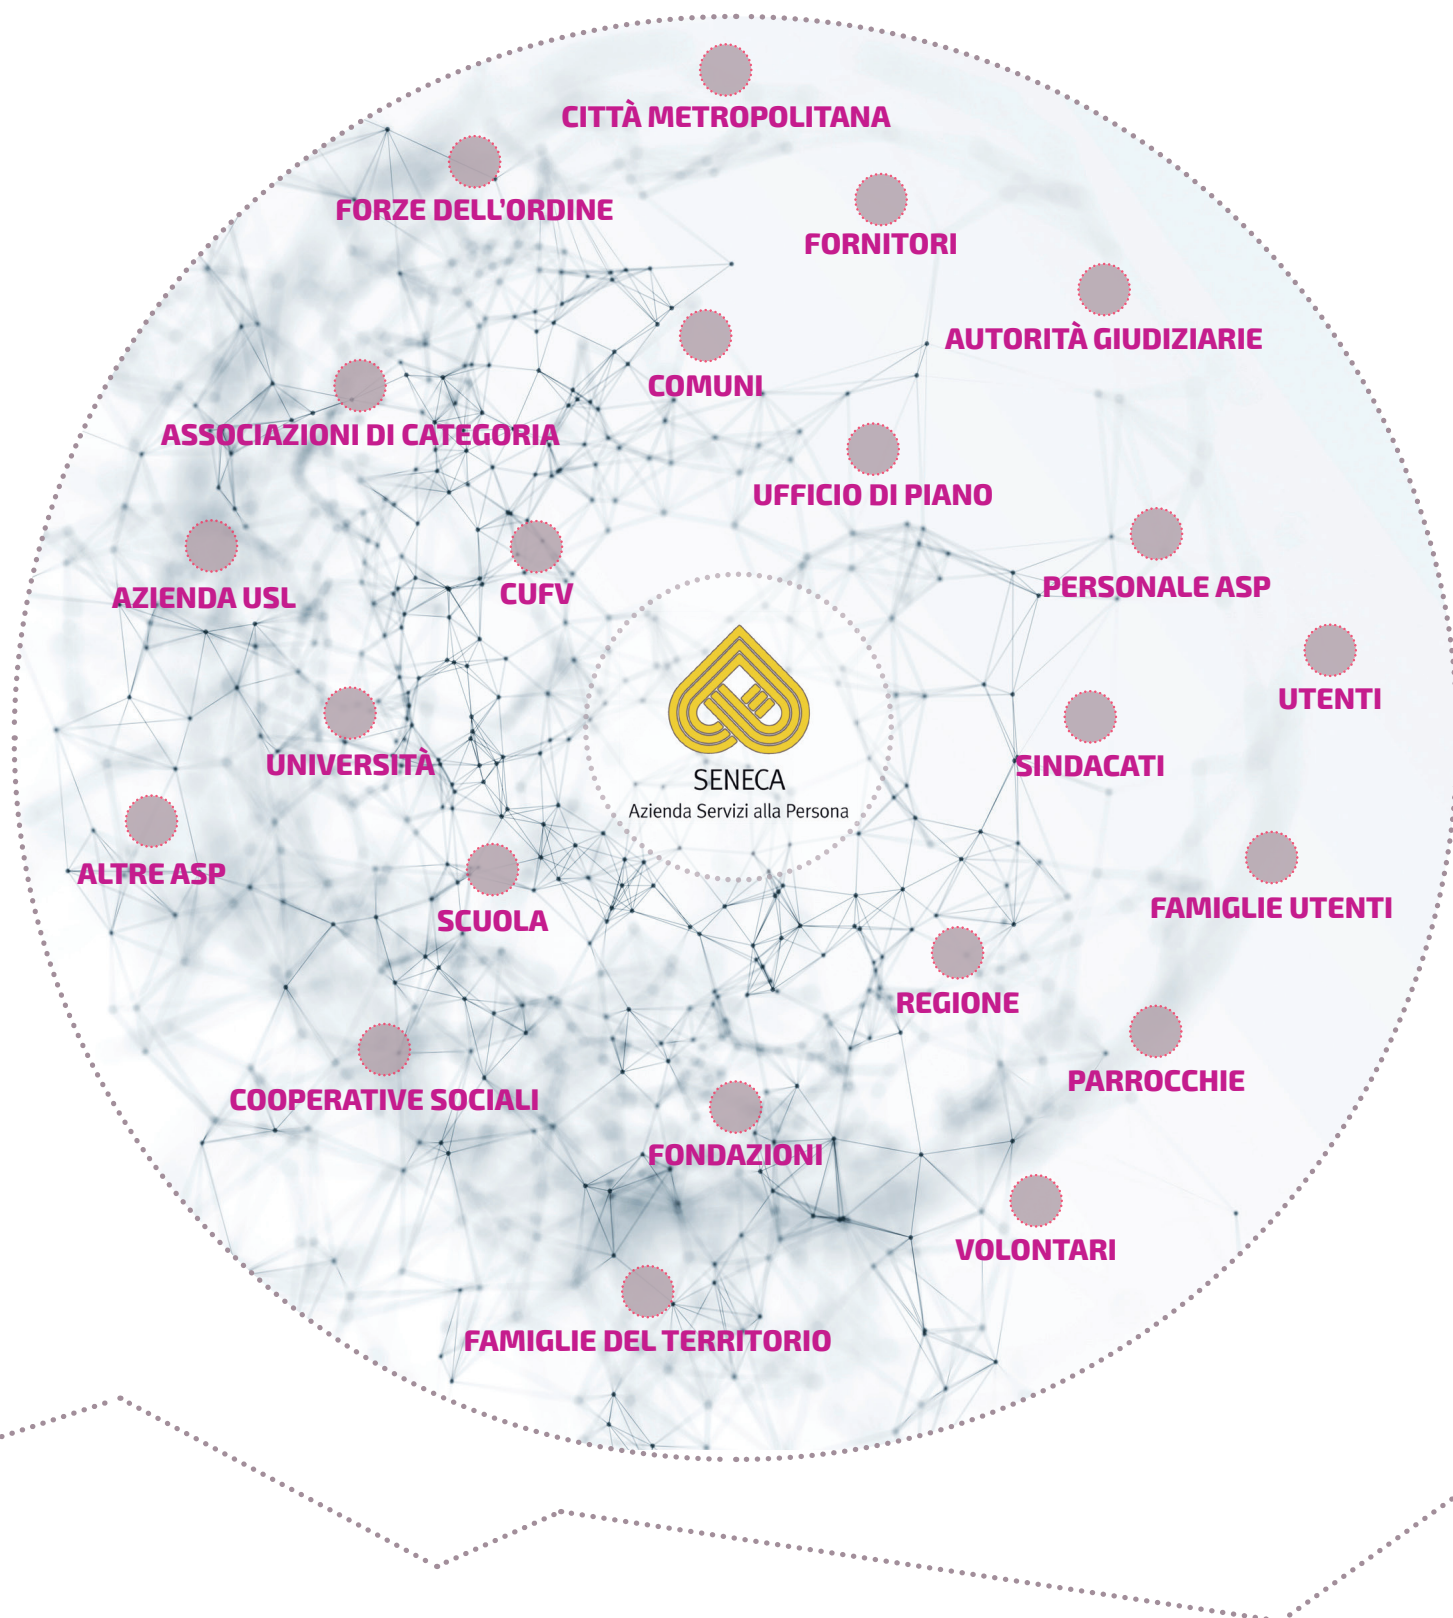 CITTÀ METROPOLITANA
FORZE DELL'ORDINE
FORNITORI
AUTORITÀ GIUDIZIARIE
COMUNI
ASSOCIAZIONI DI CATEGORIA
UFFICIO DI PIANO
AZIENDA USL
CUFV
PERSONALE ASP
UTENTI
UNIVERSITÀ
SINDACATI
SENECA
Azienda Servizi alla Persona
ALTRE ASP
SCUOLA
FAMIGLIE UTENTI
REGIONE
PARROCCHIE
COOPERATIVE SOCIALI
FONDAZIONI
VOLONTARI
FAMIGLIE DEL TERRITORIO